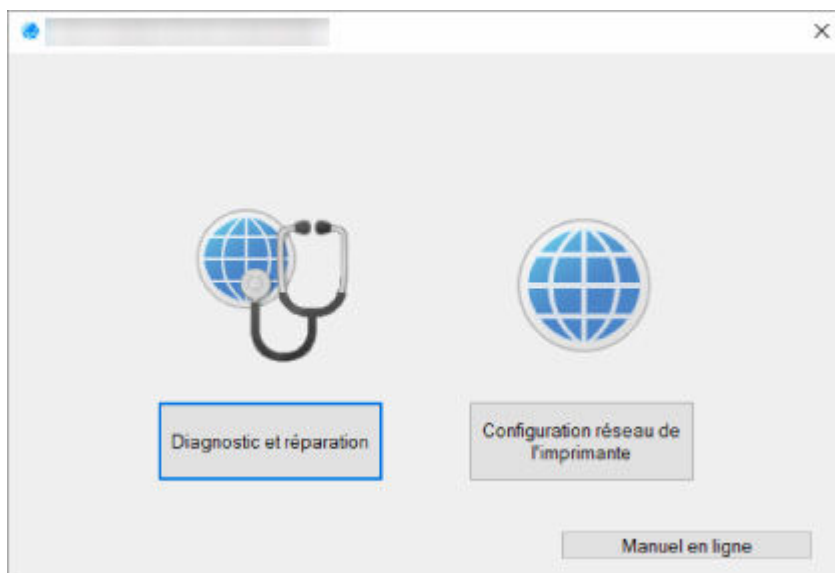 Diagnostic et réparation
Configuration réseau de
l'imprimante
Manuel en ligne